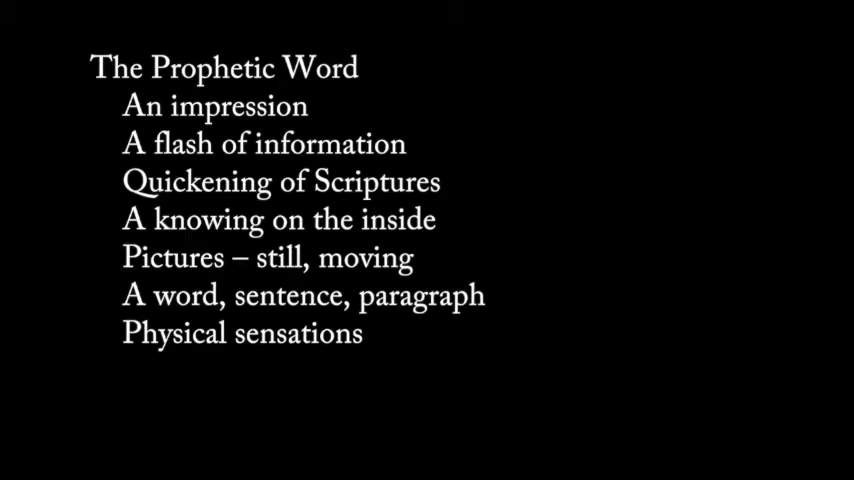 The Prophetic Word
An impression
A flash of information
Quickening of Scriptures
A knowing on the inside
Pictures – still, moving
A word, sentence, paragraph
Physical sensations